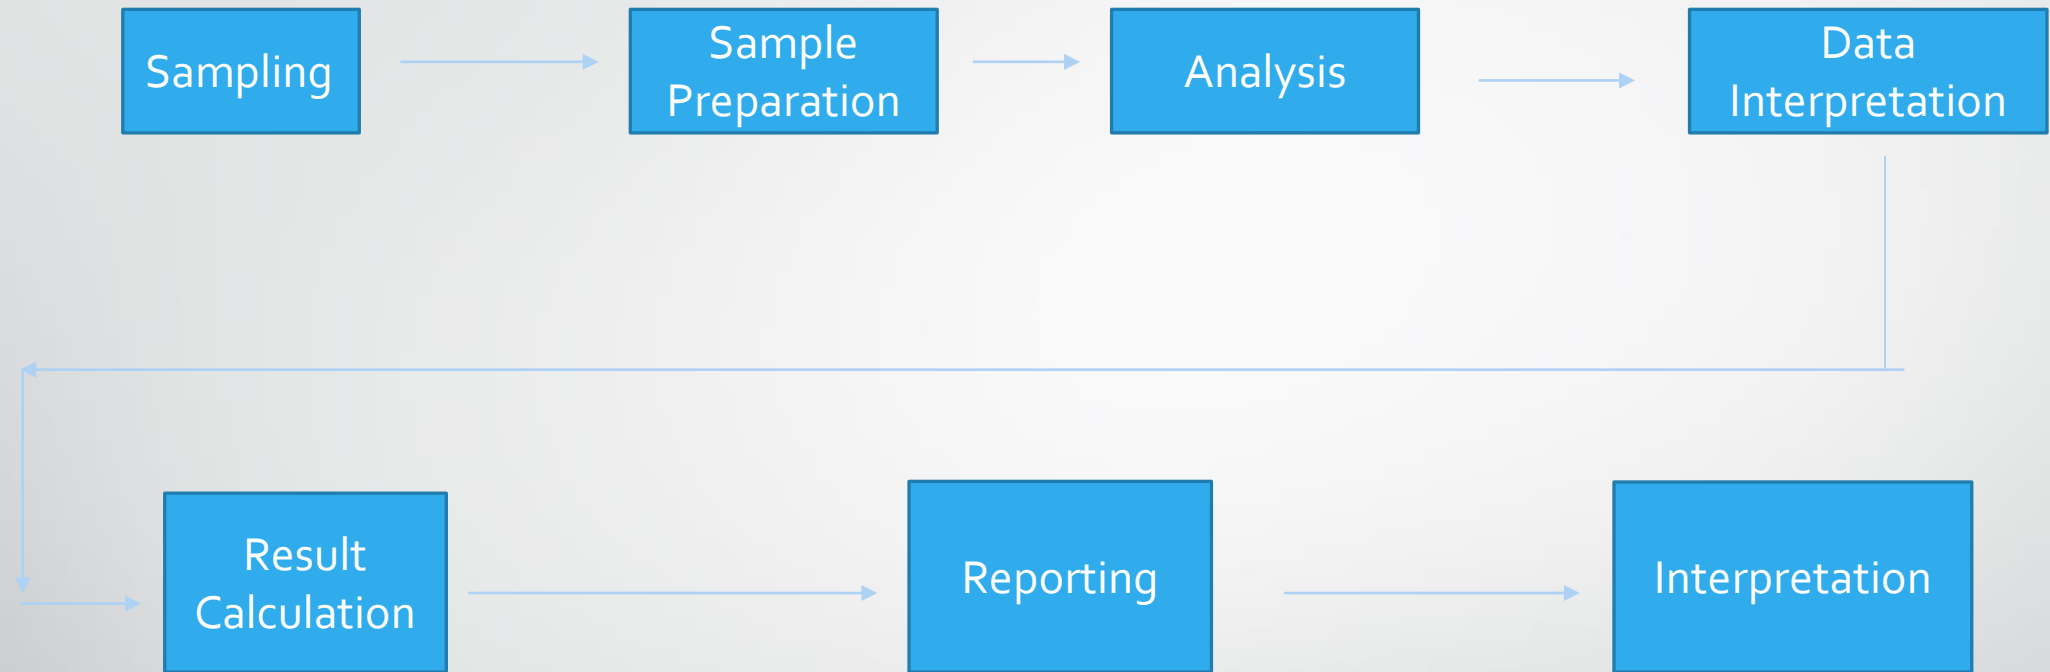 Sampling
Sample
Preparation
Analysis
Data
Interpretation
Result
Calculation
Reporting
Interpretation